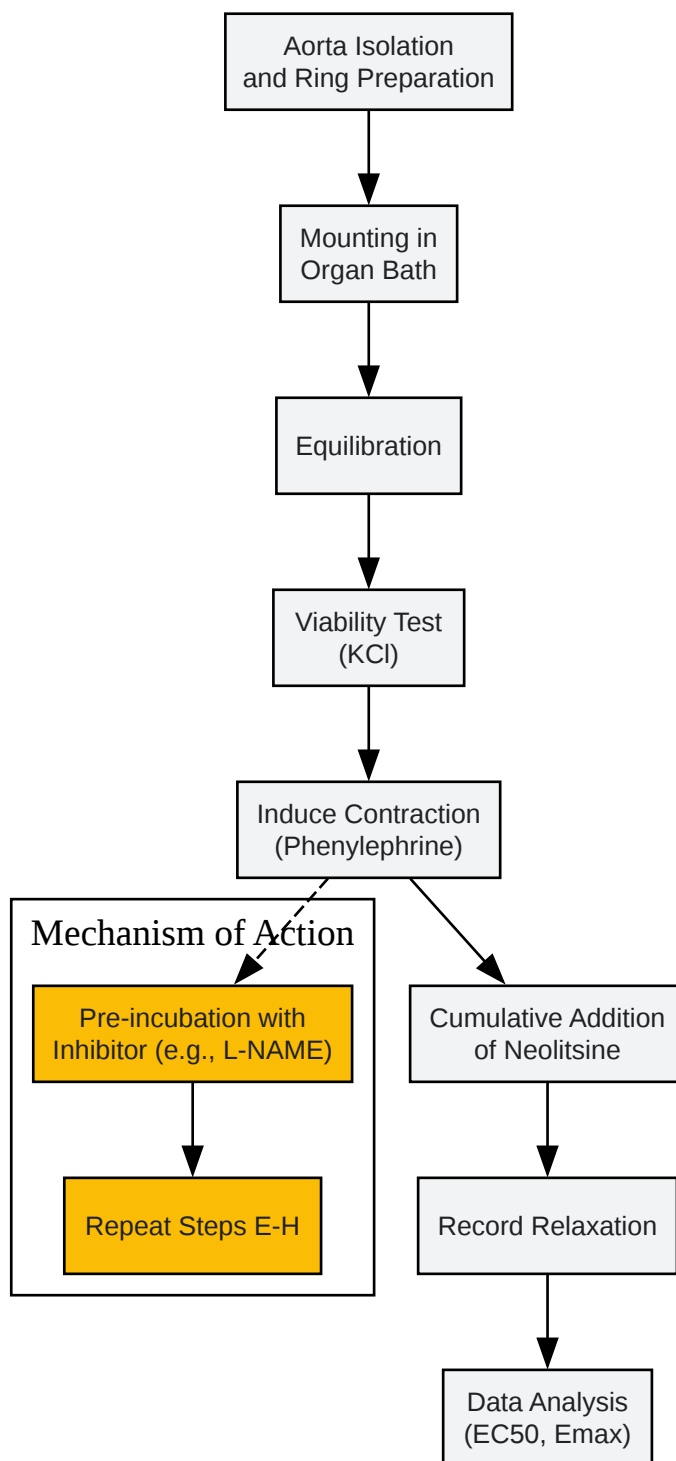 Aorta Isolation
and Ring Preparation
Mounting in
Organ Bath
Equilibration
Viability Test
(KCl)
Induce Contraction
(Phenylephrine)
Mechanism of Action
Pre-incubation with
Inhibitor (e.g., L-NAME)
Repeat Steps E-H
Cumulative Addition
of Neolitsine
Record Relaxation
Data Analysis
(EC50, Emax)